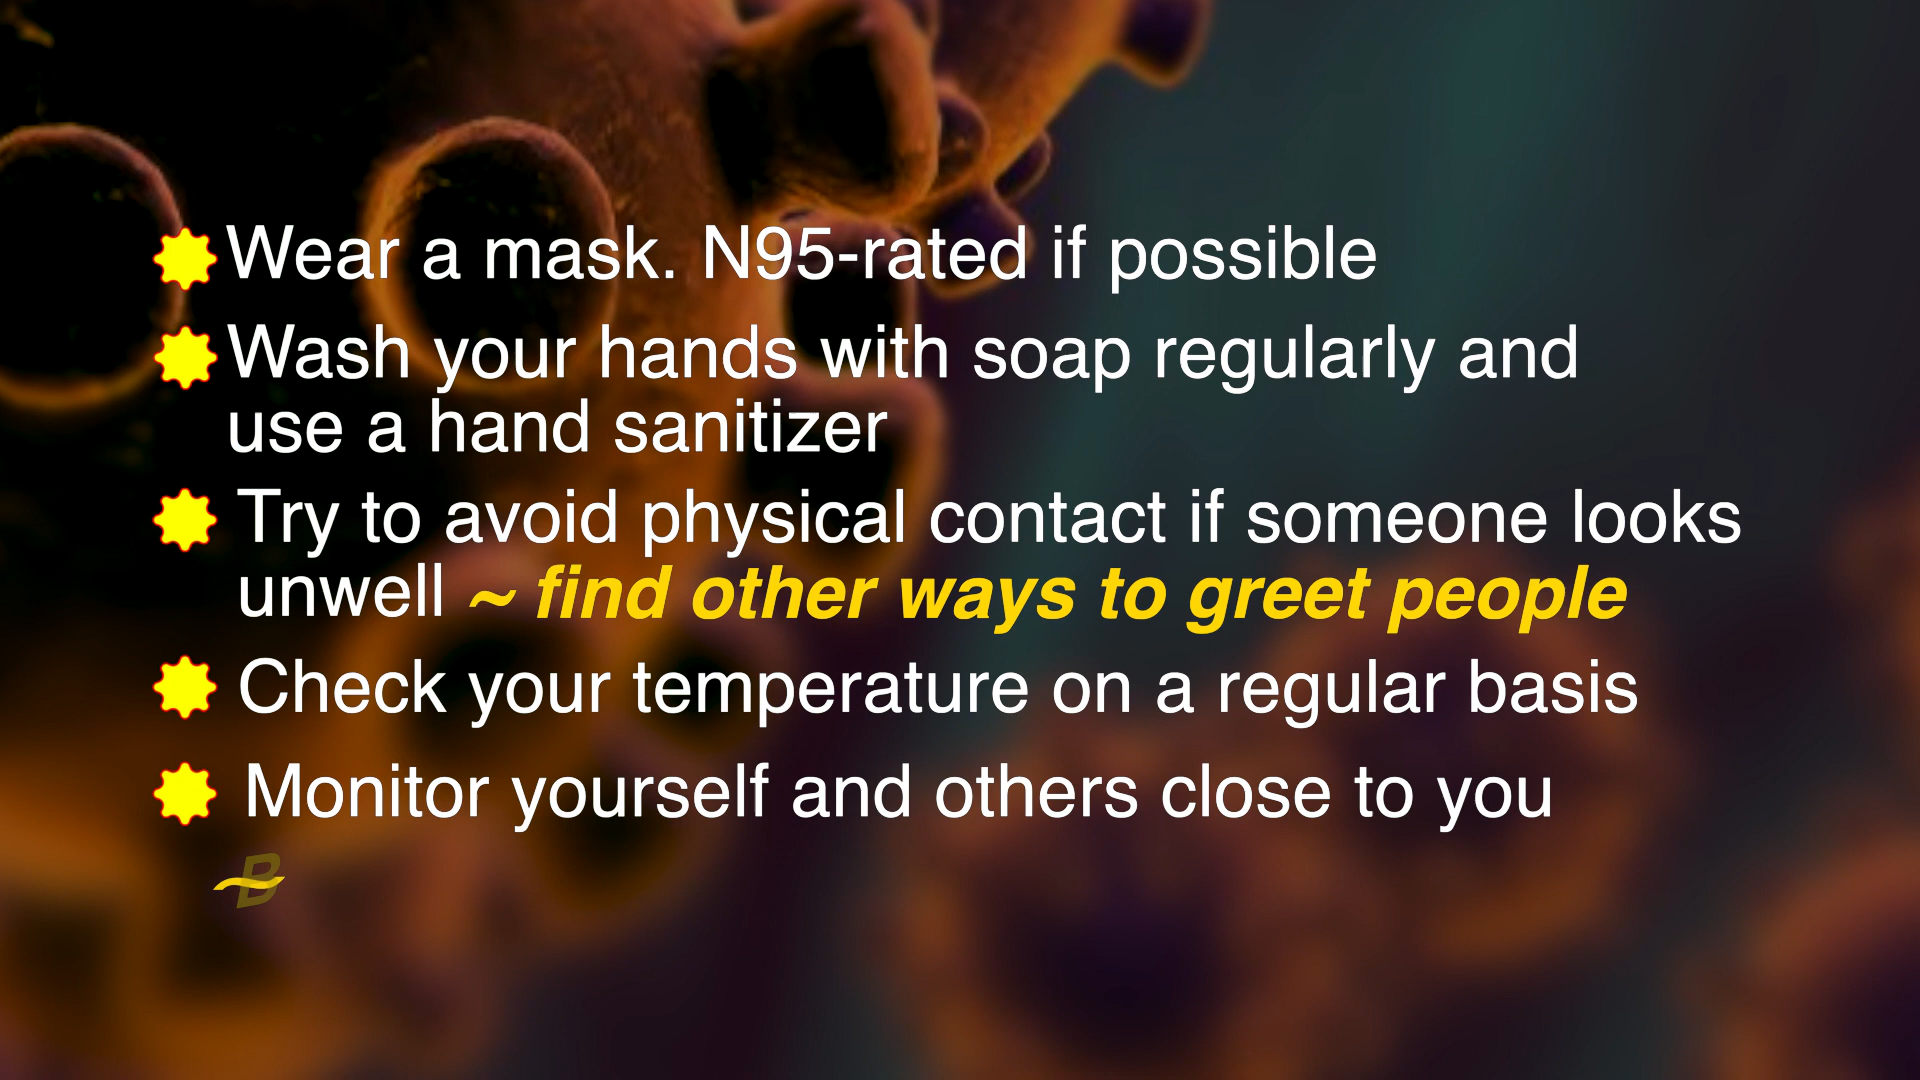 Wear a mask. N95-rated if possible
Wash your hands with soap regularly and
use a hand sanitizer
Try to avoid physical contact if someone looks
unwell ~ find other ways to greet people
Check your temperature on a regular basis
Monitor yourself and others close to you
B